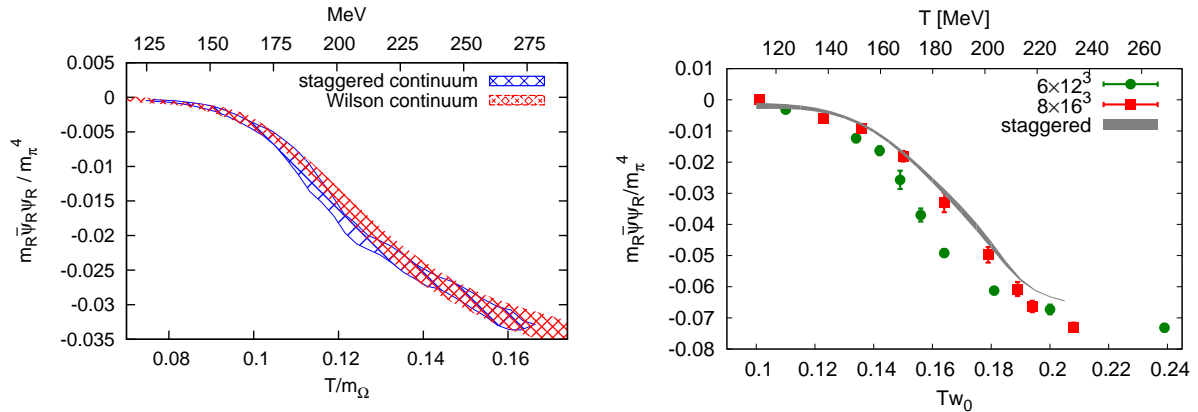 MeV
125 150 175 200 225 250 275
0.005
0
-0.005
-0.01
-0.015
-0.02
-0.025
-0.03
-0.035
m_R ψ̄_R ψ_R / m_π^4
staggered continuum
Wilson continuum
0.08 0.1 0.12 0.14 0.16
T/m_Ω
T [MeV]
120 140 160 180 200 220 240 260
0.01
0
-0.01
-0.02
-0.03
-0.04
-0.05
-0.06
-0.07
-0.08
m_R ψ̄ψ_R/m_π^4
6×12^3
8×16^3
staggered
0.1 0.12 0.14 0.16 0.18 0.2 0.22 0.24
Tw_0